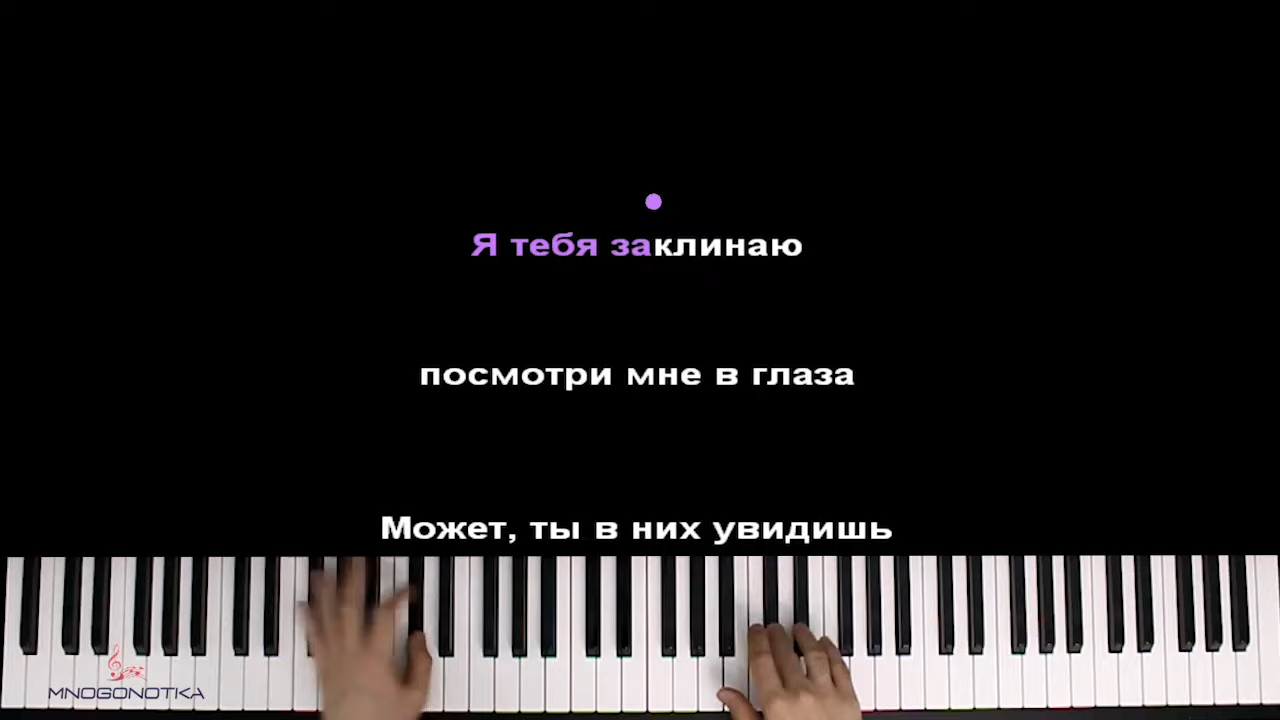 Я тебя заклинаю
посмотри мне в глаза
Может, ты в них увидишь
MNOGONOTKA